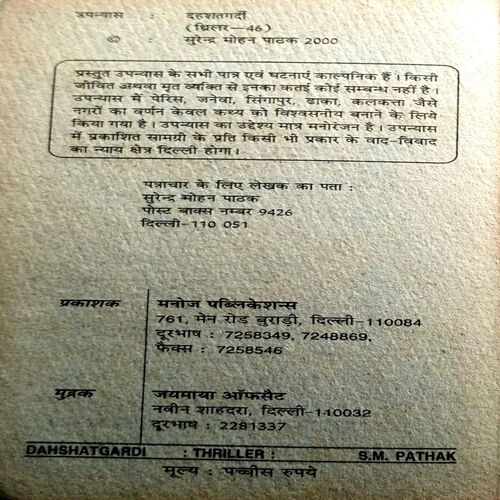 उपन्यास : दहशतगर्दी
(थ्रिलर-46)
© : सुरेन्द्र मोहन पाठक 2000
प्रस्तुत उपन्यास के सभी पात्र एवं घटनाएं काल्पनिक हैं। किसी
जीवित अथवा मृत व्यक्ति से इनका कतई कोई सम्बन्ध नहीं है।
उपन्यास में पेरिस, जनेवा, सिंगापुर, ढाका, कलकत्ता जैसे
नगरों का वर्णन केवल कथ्य को विश्वसनीय बनाने के लिये
किया गया है। उपन्यास का उद्देश्य मात्र मनोरंजन है। उपन्यास
में प्रकाशित सामग्री के प्रति किसी भी प्रकार के वाद-विवाद
का न्याय क्षेत्र दिल्ली होगा।
पत्राचार के लिए लेखक का पता :
सुरेन्द्र मोहन पाठक
पोस्ट बाक्स नम्बर 9426
दिल्ली-110 051
प्रकाशक मनोज पब्लिकेशन्स
761, मेन रोड बुराड़ी, दिल्ली-110084
दूरभाष : 7258349, 7248869,
फैक्स : 7258546
मुद्रक जयमाया ऑफसैट
नवीन शाहदरा, दिल्ली-110032
दूरभाष : 2281337
DAHSHATGARDI : THRILLER : S.M. PATHAK
मूल्य : पच्चीस रुपये